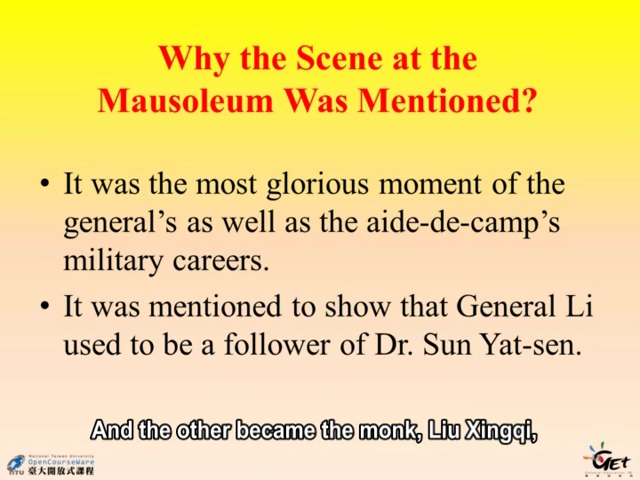 Why the Scene at the
Mausoleum Was Mentioned?
• It was the most glorious moment of the
general's as well as the aide-de-camp's
military careers.
• It was mentioned to show that General Li
used to be a follower of Dr. Sun Yat-sen.
And the other became the monk, Liu Xingqi,
National Taiwan University
OpenCourseWare
NTU 臺大開放式課程
GET